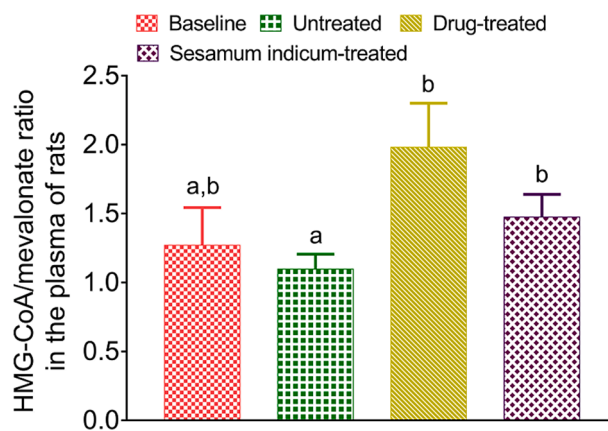 Baseline Untreated Drug-treated
Sesamum indicum-treated
HMG-CoA/mevalonate ratio
in the plasma of rats
2.5
2.0
1.5
1.0
0.5
0.0
a,b
a
b
b